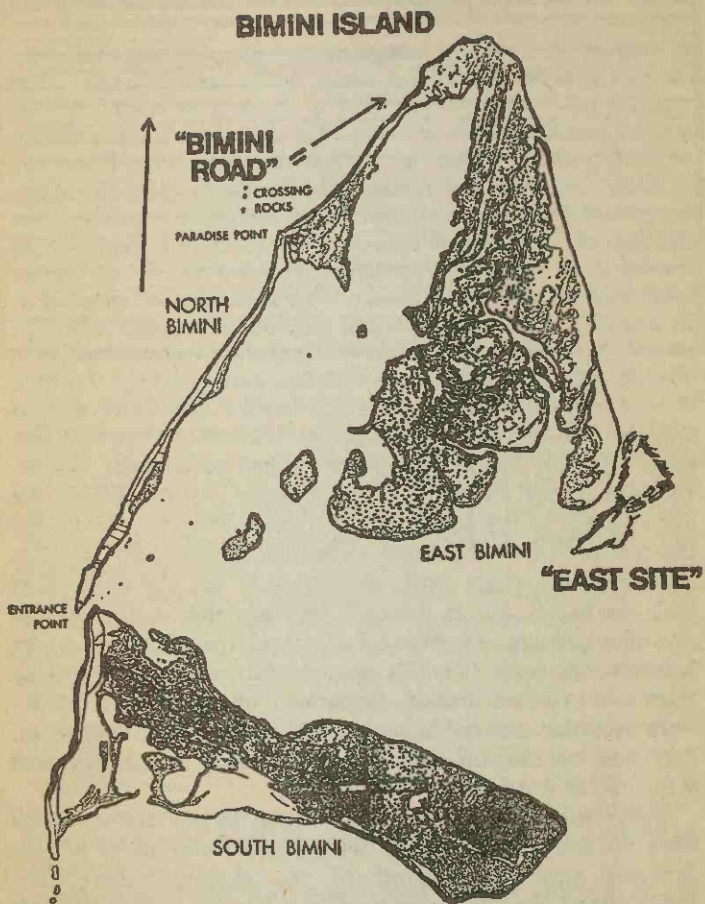 BIMINI ISLAND
"BIMINI
ROAD"
CROSSING
ROCKS
PARADISE POINT
NORTH
BIMINI
EAST BIMINI
"EAST SITE"
ENTRANCE
POINT
SOUTH BIMINI